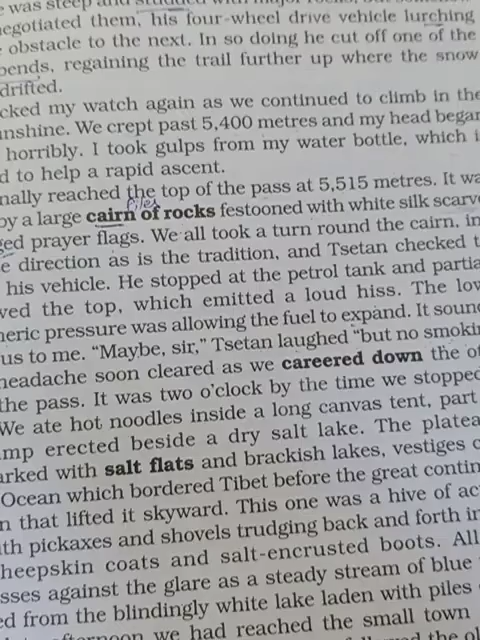 was steep and studded with major rocks, but somehow
negotiated them, his four-wheel drive vehicle lurching
obstacle to the next. In so doing he cut off one of the
bends, regaining the trail further up where the snow
drifted.
cked my watch again as we continued to climb in the
nshine. We crept past 5,400 metres and my head began
horribly. I took gulps from my water bottle, which i
d to help a rapid ascent.
nally reached the top of the pass at 5,515 metres. It wa
Piles
by a large cairn of rocks festooned with white silk scarve
ged prayer flags. We all took a turn round the cairn, in
e direction as is the tradition, and Tsetan checked t
his vehicle. He stopped at the petrol tank and partia
ved the top, which emitted a loud hiss. The low
heric pressure was allowing the fuel to expand. It soun
us to me. “Maybe, sir,” Tsetan laughed “but no smokin
headache soon cleared as we careered down the ot
the pass. It was two o’clock by the time we stopped
We ate hot noodles inside a long canvas tent, part
mp erected beside a dry salt lake. The platea
arked with salt flats and brackish lakes, vestiges o
Ocean which bordered Tibet before the great contin
n that lifted it skyward. This one was a hive of ac
ith pickaxes and shovels trudging back and forth in
heepskin coats and salt-encrusted boots. All
sses against the glare as a steady stream of blue
ed from the blindingly white lake laden with piles
afternoon we had reached the small town
the